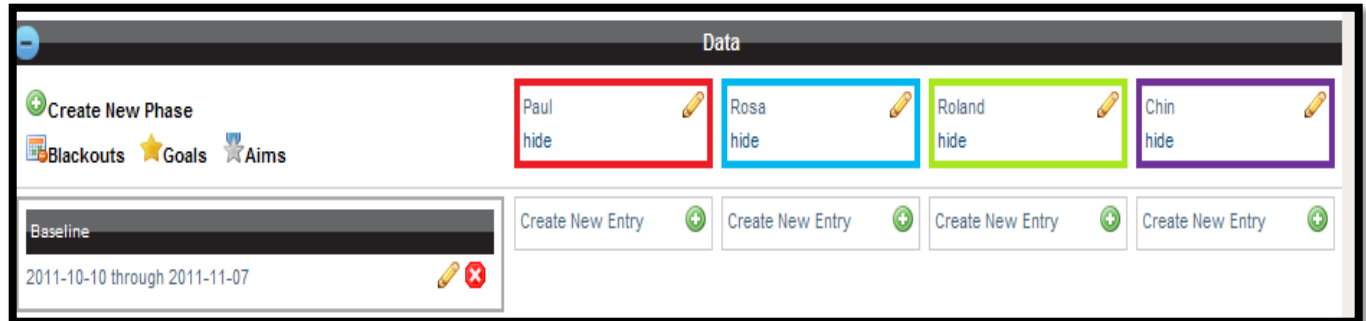 Data
Create New Phase
Blackouts Goals Aims
Paul
hide
Rosa
hide
Roland
hide
Chin
hide
Baseline
2011-10-10 through 2011-11-07
Create New Entry
Create New Entry
Create New Entry
Create New Entry